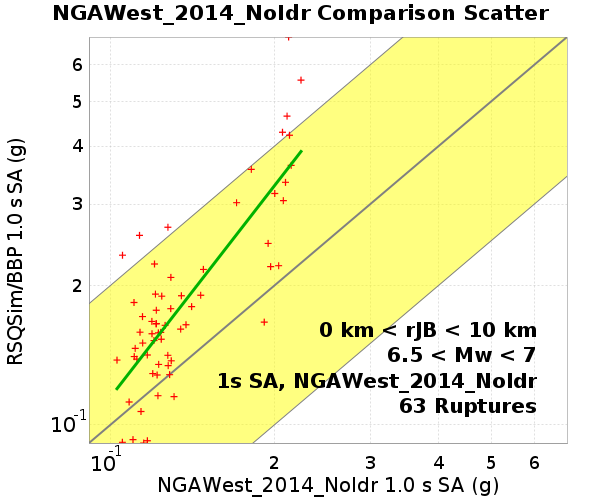 NGAWest_2014_NoIdr Comparison Scatter
RSQSim/BBP 1.0 s SA (g)
6
5
4
3
2
10-1
0 km < rJB < 10 km
6.5 < Mw < 7
1s SA, NGAWest_2014_NoIdr
63 Ruptures
10-1 2 3 4 5 6
NGAWest_2014_NoIdr 1.0 s SA (g)